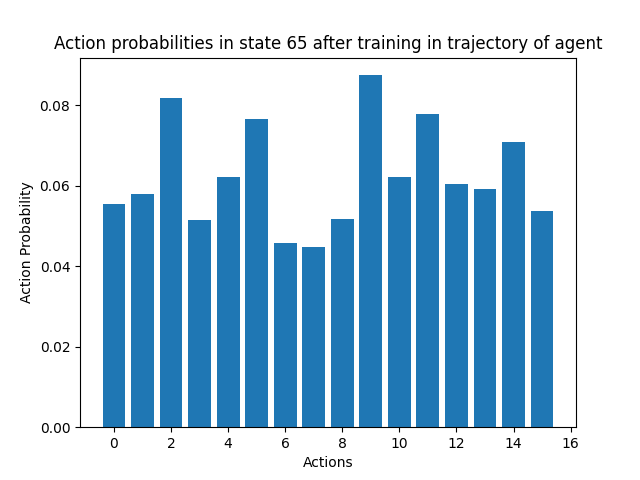 Action probabilities in state 65 after training in trajectory of agent
0.08
0.06
0.04
0.02
0.00
Action Probability
0 2 4 6 8 10 12 14 16
Actions